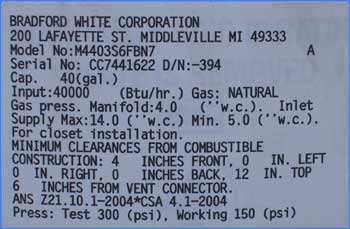 BRADFORD WHITE CORPORATION
200 LAFAYETTE ST. MIDDLEVILLE MI 49333
Model No:M4403S6FBN7 A
Serial No: CC7441622 D/N:-394
Cap. 40(gal.)
Input:40000 (Btu/hr.) Gas: NATURAL
Gas press. Manifold:4.0 (''w.c.). Inlet
Supply Max:14.0 (''w.c.) Min. 5.0 (''w.c.).
For closet installation.
MINIMUM CLEARANCES FROM COMBUSTIBLE
CONSTRUCTION: 4 INCHES FRONT, 0 IN. LEFT
0 IN. RIGHT, 0 INCHES BACK, 12 IN. TOP
6 INCHES FROM VENT CONNECTOR.
ANS Z21.10.1-2004*CSA 4.1-2004
Press: Test 300 (psi), Working 150 (psi)